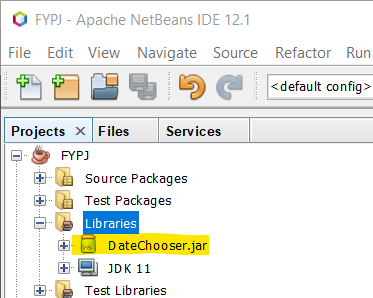 FYPJ - Apache NetBeans IDE 12.1
File Edit View Navigate Source Refactor Run
<default config>
Projects Files Services
FYPJ
Source Packages
Test Packages
Libraries
DateChooser.jar
JDK 11
Test Libraries